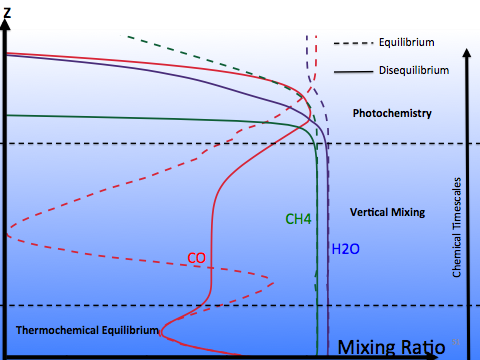 Z
Equilibrium
Disequilibrium
Photochemistry
Vertical Mixing
CH4
H2O
CO
Chemical Timescales
Thermochemical Equilibrium
Mixing Ratio